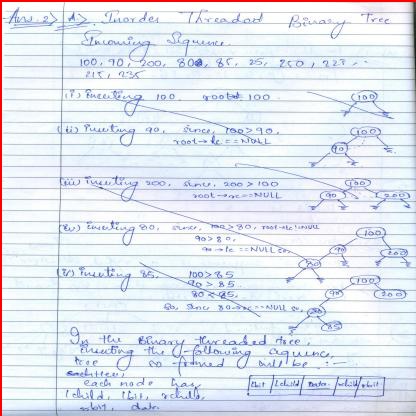 Ans. 2> A> Inorder Threaded Binary Tree
Incoming Sequence
100, 90, 200, 80, 85, 25, 250, 225
215, 235
(i) inserting 100. root 100.
100
(ii) inserting 90, since, 100 > 90,
root → lc == NULL
100
90
(iii) inserting 200, since, 200 > 100
root → rc == NULL
100
90 200
(iv) inserting 80, since, 100 > 80, root→lc != NULL
90 > 80,
90 → lc == NULL so,
100
90 200
80
(v) inserting 85, 100 > 85
90 > 85,
80 < 85,
So, since 80 → rc == NULL so,
100
90 200
80
85
In the Binary threaded tree,
inserting the following sequence,
tree so formed will be :-
each node has
lchild, lbit, rchild,
rbit, data.
lbit lchild Data rchild rbit